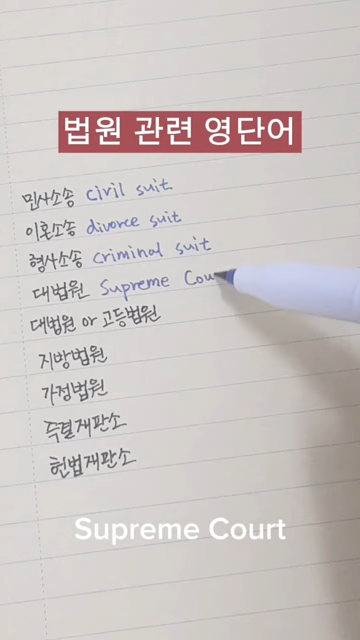 법원 관련 영단어
민사소송 civil suit
이혼소송 divorce suit
형사소송 criminal suit
대법원 Supreme Cou
대법원 or 고등법원
지방법원
가정법원
즉결재판소
헌법재판소
Supreme Court